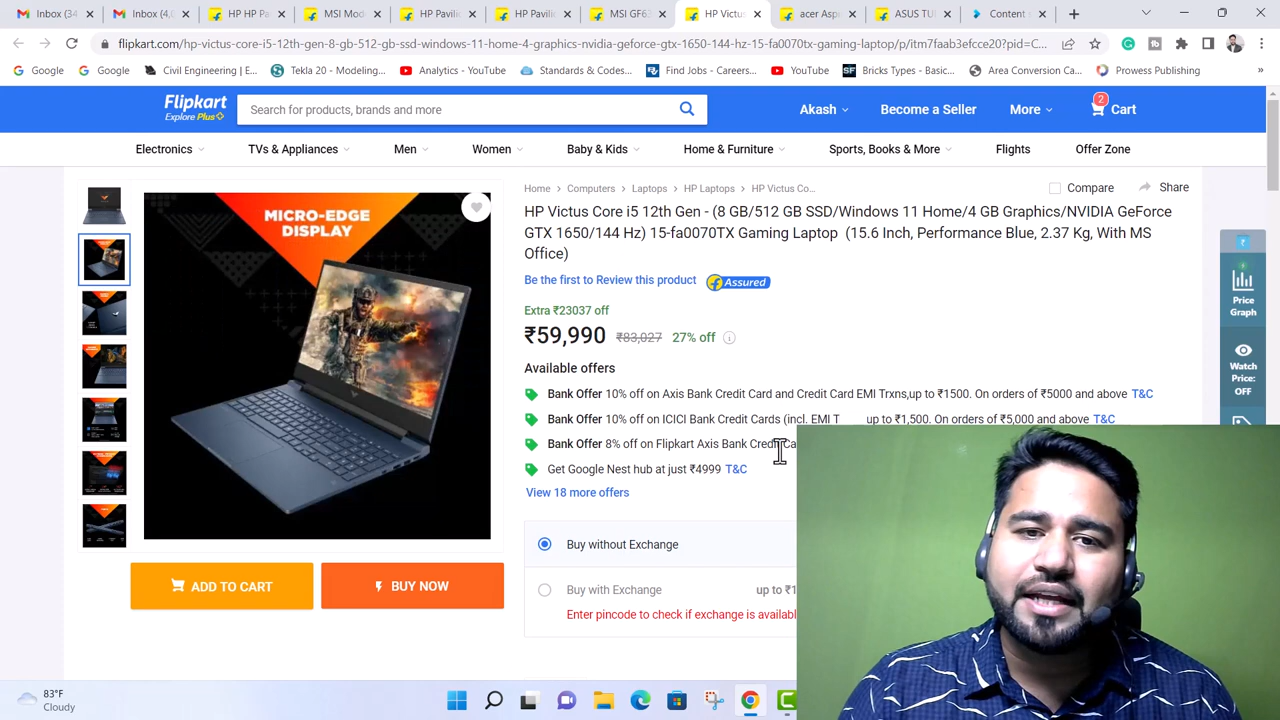 Inbox (34
Inbox (4,
HP HP Pa
MSI Mod
HP Pavili
HP Pavil
MSI GF63
HP Victus
acer Asp
ASUS TU
Content s
flipkart.com/hp-victus-core-i5-12th-gen-8-gb-512-gb-ssd-windows-11-home-4-graphics-nvidia-geforce-gtx-1650-144-hz-15-fa0070tx-gaming-laptop/p/itm7faab3efcce20?pid=C...
Google
Google
Civil Engineering | E...
Tekla 20 - Modeling...
Analytics - YouTube
Standards & Codes...
Find Jobs - Careers...
YouTube
Bricks Types - Basic...
Area Conversion Ca...
Prowess Publishing
»
Flipkart
Explore Plus
Search for products, brands and more
Akash
Become a Seller
More
2
Cart
Electronics
TVs & Appliances
Men
Women
Baby & Kids
Home & Furniture
Sports, Books & More
Flights
Offer Zone
Home > Computers > Laptops > HP Laptops > HP Victus Co...
Compare
Share
MICRO-EDGE
DISPLAY
HP Victus Core i5 12th Gen - (8 GB/512 GB SSD/Windows 11 Home/4 GB Graphics/NVIDIA GeForce
GTX 1650/144 Hz) 15-fa0070TX Gaming Laptop (15.6 Inch, Performance Blue, 2.37 Kg, With MS
Office)
Be the first to Review this product
Assured
Extra ₹23037 off
₹59,990 ₹83,027 27% off
Available offers
Bank Offer 10% off on Axis Bank Credit Card and Credit Card EMI Trxns,up to ₹1500. On orders of ₹5000 and above T&C
Bank Offer 10% off on ICICI Bank Credit Cards (incl. EMI T up to ₹1,500. On orders of ₹5,000 and above T&C
Bank Offer 8% off on Flipkart Axis Bank Credit Ca
Get Google Nest hub at just ₹4999 T&C
View 18 more offers
Buy without Exchange
Buy with Exchange
up to ₹1
Enter pincode to check if exchange is availabl
ADD TO CART
BUY NOW
Price
Graph
Watch
Price:
OFF
83°F
Cloudy